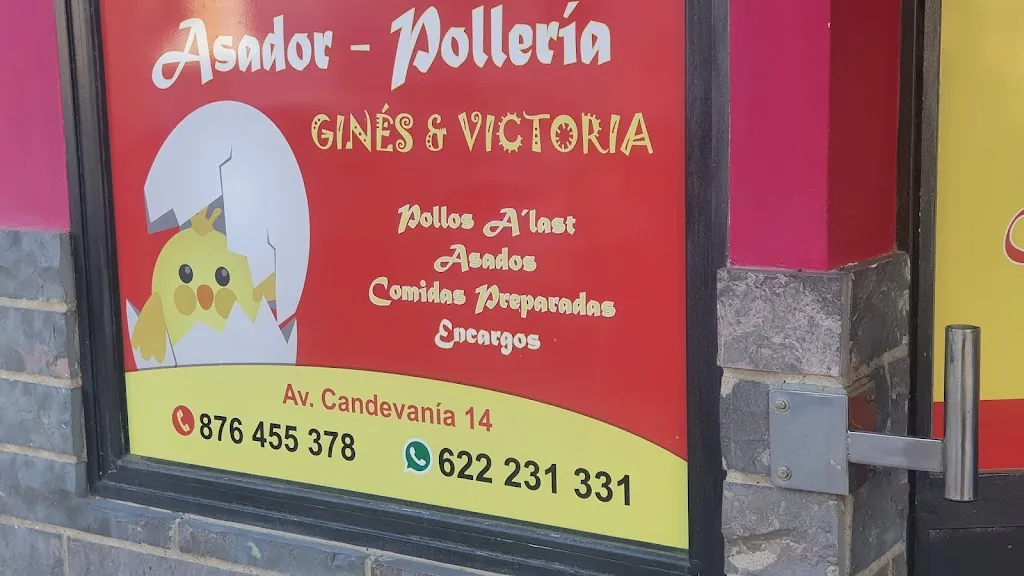 Asador - Pollería
GINÉS & VICTORIA
Pollos A´last
Asados
Comidas Preparadas
Encargos
Av. Candevanía 14
876 455 378
622 231 331